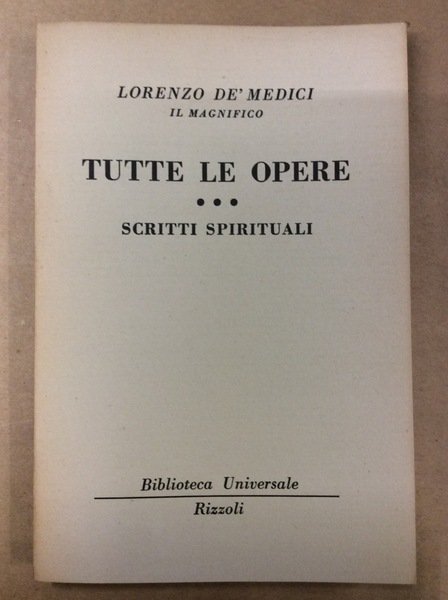 LORENZO DE' MEDICI
IL MAGNIFICO
TUTTE LE OPERE
•••
SCRITTI SPIRITUALI
Biblioteca Universale
Rizzoli